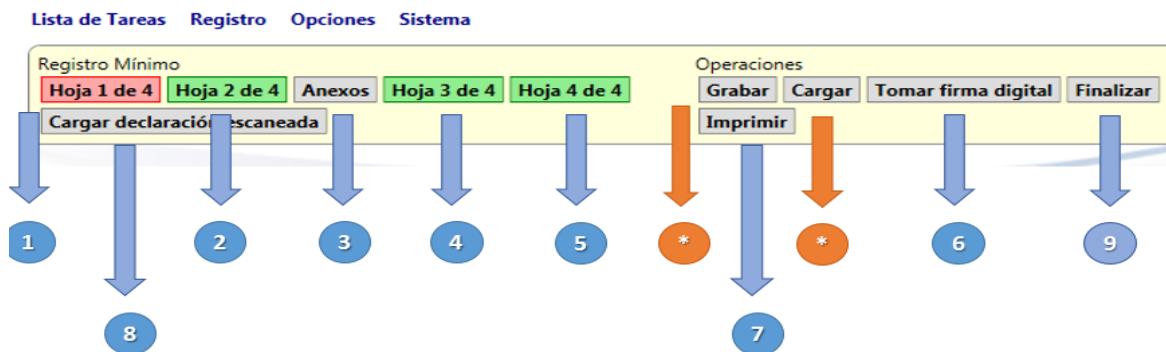 Lista de Tareas Registro Opciones Sistema
Registro Mínimo
Hoja 1 de 4 Hoja 2 de 4 Anexos Hoja 3 de 4 Hoja 4 de 4
Cargar declaración escaneada
Operaciones
Grabar Cargar Tomar firma digital Finalizar
Imprimir
1 2 3 4 5 * * 6 9
8 7